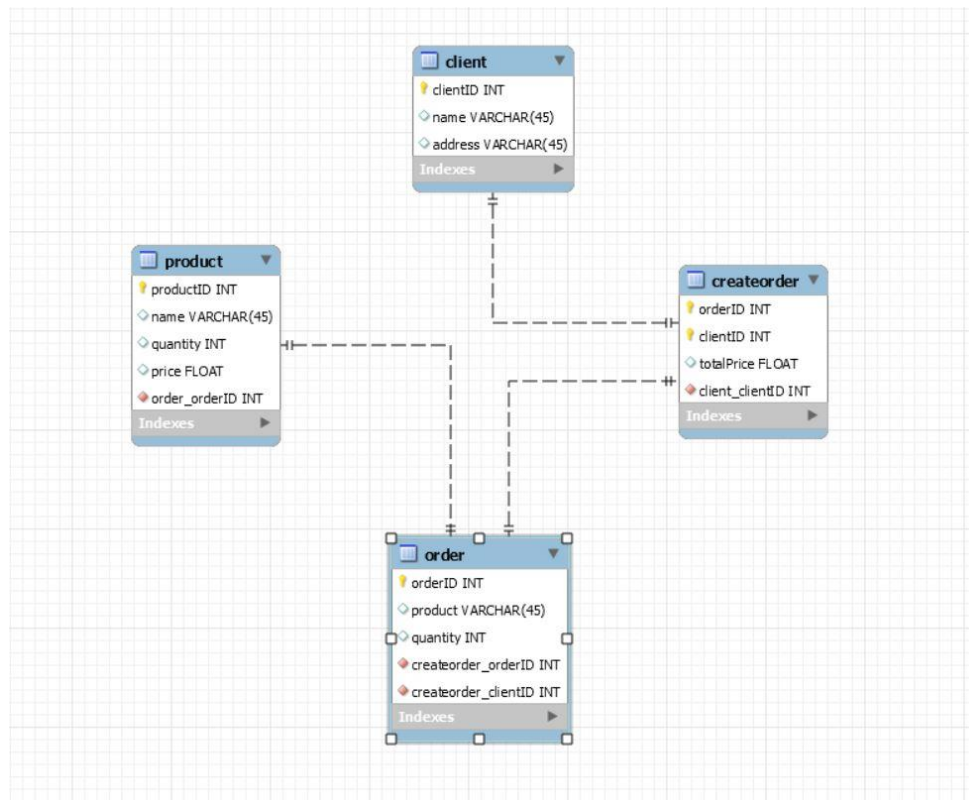 client
clientID INT
name VARCHAR(45)
address VARCHAR(45)
Indexes
product
productID INT
name VARCHAR(45)
quantity INT
price FLOAT
order_orderID INT
Indexes
createorder
orderID INT
clientID INT
totalPrice FLOAT
client_clientID INT
Indexes
order
orderID INT
product VARCHAR(45)
quantity INT
createorder_orderID INT
createorder_clientID INT
Indexes